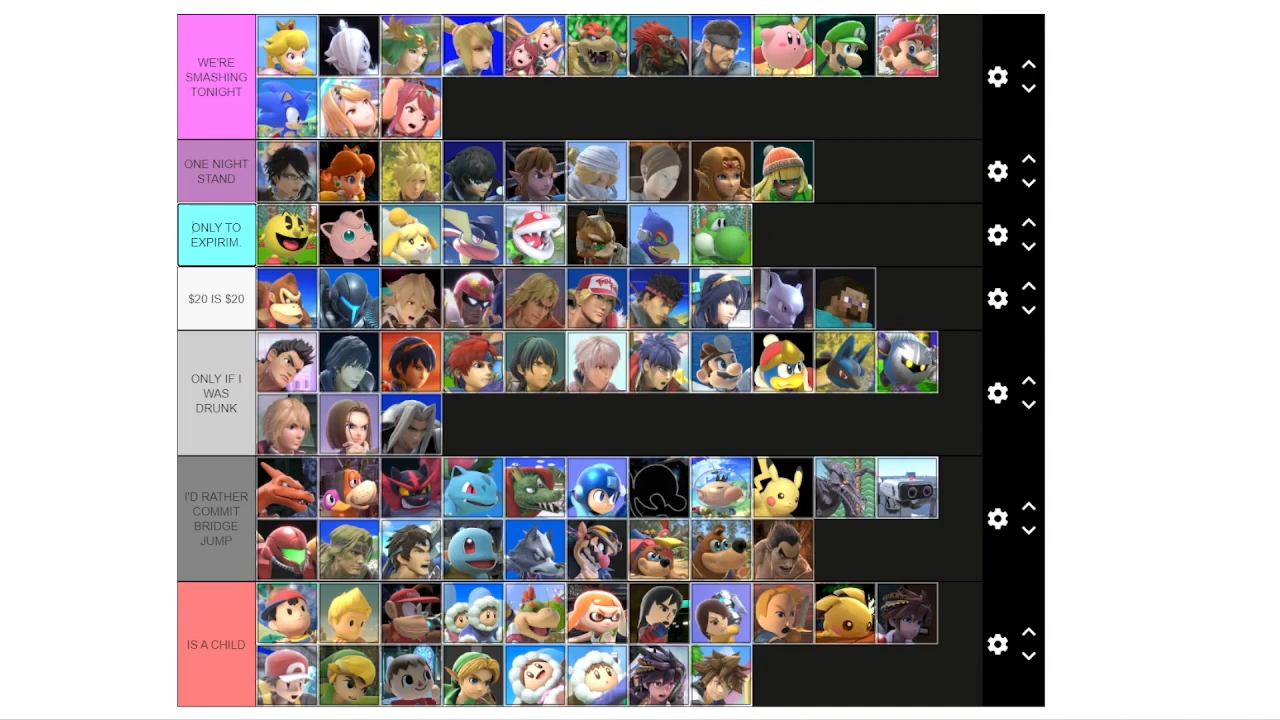 WE'RE
SMASHING
TONIGHT
ONE NIGHT
STAND
ONLY TO
EXPIRIM.
$20 IS $20
ONLY IF I
WAS
DRUNK
I'D RATHER
COMMIT
BRIDGE
JUMP
IS A CHILD